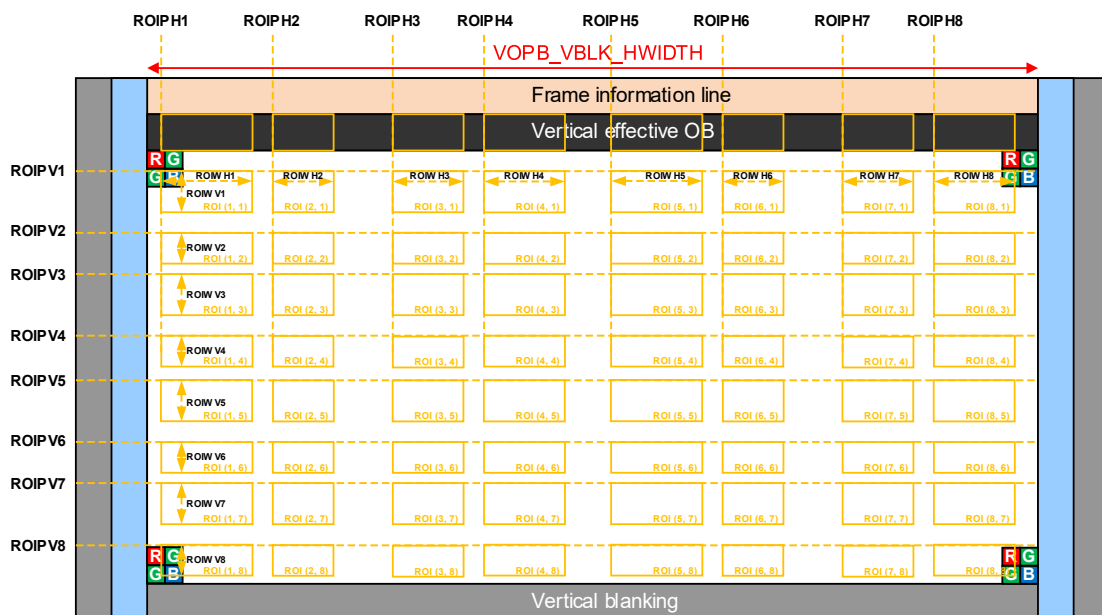 ROIPH1 ROIPH2 ROIPH3 ROIPH4 ROIPH5 ROIPH6 ROIPH7 ROIPH8
VOPB_VBLK_HWIDTH
Frame information line
Vertical effective OB
R G R G
ROIPV1
G B G B
ROIW H1 ROIW H2 ROIW H3 ROIW H4 ROIW H5 ROIW H6 ROIW H7 ROIW H8
ROIW V1
ROI (1, 1) ROI (2, 1) ROI (3, 1) ROI (4, 1) ROI (5, 1) ROI (6, 1) ROI (7, 1) ROI (8, 1)
ROIPV2
ROIW V2
ROI (1, 2) ROI (2, 2) ROI (3, 2) ROI (4, 2) ROI (5, 2) ROI (6, 2) ROI (7, 2) ROI (8, 2)
ROIPV3
ROIW V3
ROI (1, 3) ROI (2, 3) ROI (3, 3) ROI (4, 3) ROI (5, 3) ROI (6, 3) ROI (7, 3) ROI (8, 3)
ROIPV4
ROIW V4
ROI (1, 4) ROI (2, 4) ROI (3, 4) ROI (4, 4) ROI (5, 4) ROI (6, 4) ROI (7, 4) ROI (8, 4)
ROIPV5
ROIW V5
ROI (1, 5) ROI (2, 5) ROI (3, 5) ROI (4, 5) ROI (5, 5) ROI (6, 5) ROI (7, 5) ROI (8, 5)
ROIPV6
ROIW V6
ROI (1, 6) ROI (2, 6) ROI (3, 6) ROI (4, 6) ROI (5, 6) ROI (6, 6) ROI (7, 6) ROI (8, 6)
ROIPV7
ROIW V7
ROI (1, 7) ROI (2, 7) ROI (3, 7) ROI (4, 7) ROI (5, 7) ROI (6, 7) ROI (7, 7) ROI (8, 7)
ROIPV8
R G R G
ROIW V8
G B G B
ROI (1, 8) ROI (2, 8) ROI (3, 8) ROI (4, 8) ROI (5, 8) ROI (6, 8) ROI (7, 8) ROI (8, 8)
Vertical blanking